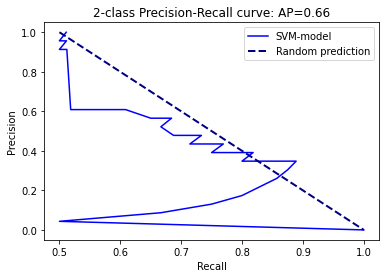 2-class Precision-Recall curve: AP=0.66
SVM-model
Random prediction
1.0
0.8
0.6
0.4
0.2
0.0
Precision
0.5 0.6 0.7 0.8 0.9 1.0
Recall